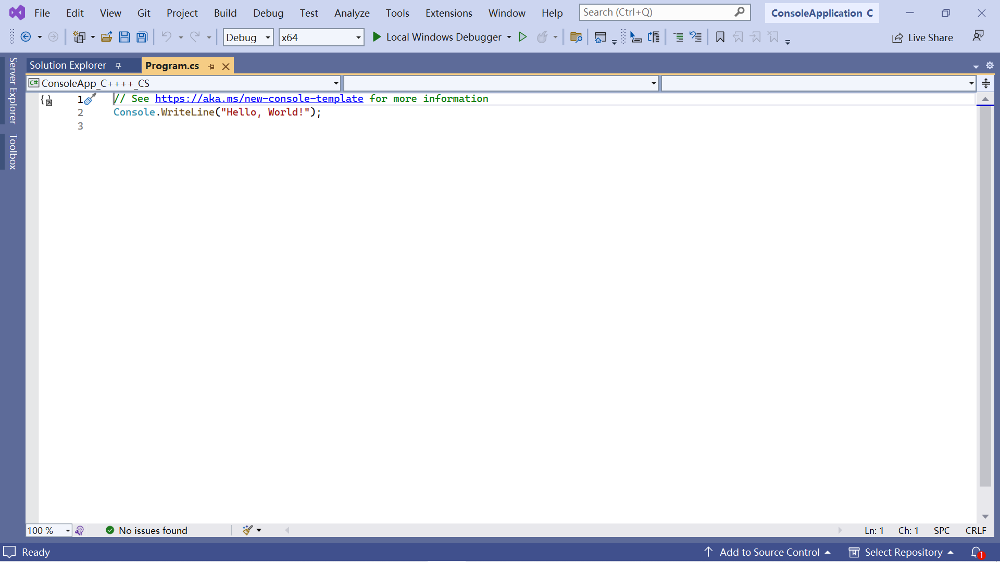 File Edit View Git Project Build Debug Test Analyze Tools Extensions Window Help Search (Ctrl+Q) ConsoleApplication_C
Debug x64 Local Windows Debugger Live Share
Server Explorer
Toolbox
Solution Explorer Program.cs
C# ConsoleApp_C++++_CS
1 // See https://aka.ms/new-console-template for more information
2 Console.WriteLine("Hello, World!");
3
100 % No issues found Ln: 1 Ch: 1 SPC CRLF
Ready Add to Source Control Select Repository 1